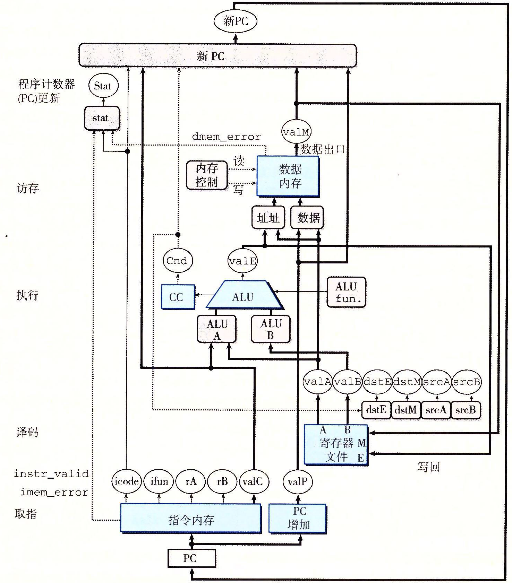 新PC
新 PC
程序计数器
(PC)更新
Stat
stat
dmem_error
valM
数据出口
访存
内存
控制
读
写
数据
内存
址址
数据
Cnd
valE
执行
CC
ALU
ALU
fun.
ALU
A
ALU
B
valA
valB
dstE
dstM
srcA
srcB
dstE
dstM
srcA
srcB
译码
A
B
寄存器
文件
M
E
写回
instr_valid
imem_error
icode
ifun
rA
rB
valC
valP
取指
指令内存
PC
增加
PC